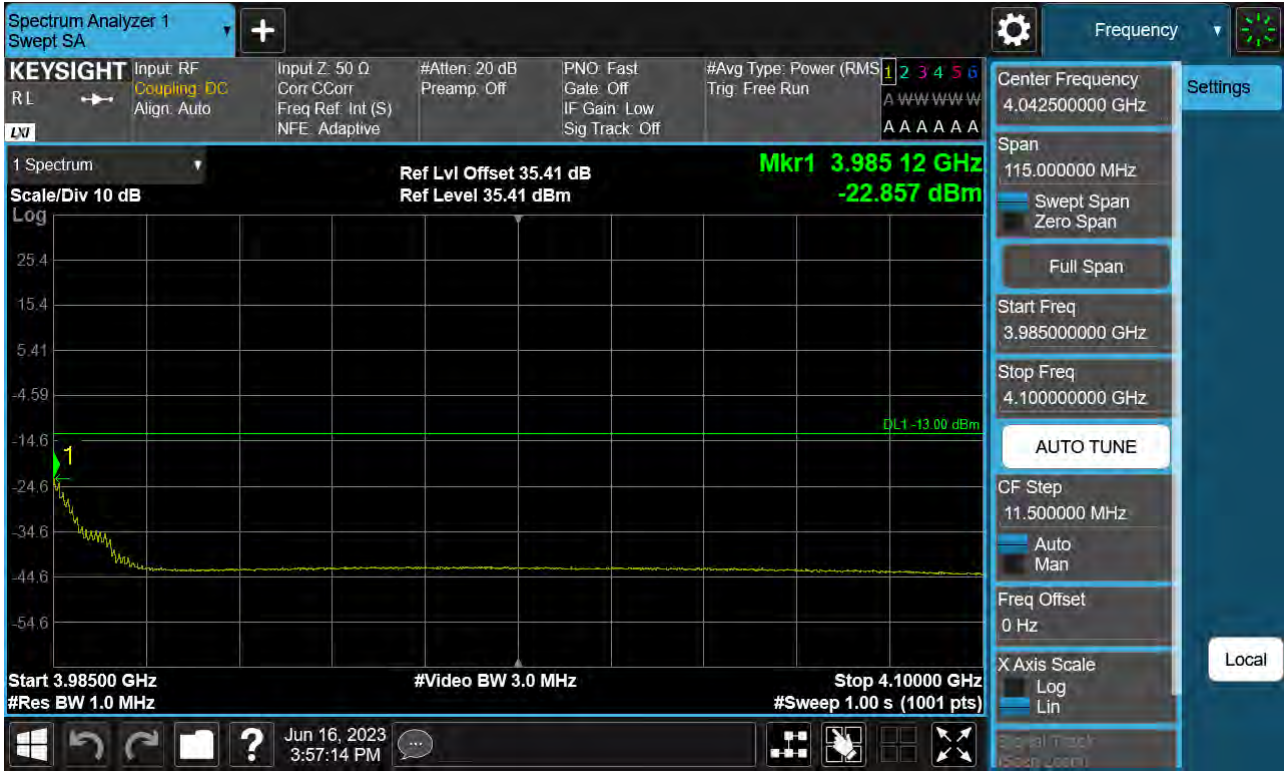 Spectrum Analyzer 1
Swept SA
Frequency
KEYSIGHT
RL
LXI
Input: RF
Coupling: DC
Align: Auto
Input Z: 50 Ω
Corr CCorr
Freq Ref: Int (S)
NFE: Adaptive
#Atten: 20 dB
Preamp: Off
PNO: Fast
Gate: Off
IF Gain: Low
Sig Track: Off
#Avg Type: Power (RMS
Trig: Free Run
1 2 3 4 5 6
A W W W W W
A A A A A A
1 Spectrum
Scale/Div 10 dB
Log
Ref Lvl Offset 35.41 dB
Ref Level 35.41 dBm
Mkr1 3.985 12 GHz
-22.857 dBm
25.4
15.4
5.41
-4.59
-14.6
-24.6
-34.6
-44.6
-54.6
DL1 -13.00 dBm
1
Start 3.98500 GHz
#Res BW 1.0 MHz
#Video BW 3.0 MHz
Stop 4.10000 GHz
#Sweep 1.00 s (1001 pts)
Jun 16, 2023
3:57:14 PM
Center Frequency
4.042500000 GHz
Settings
Span
115.000000 MHz
Swept Span
Zero Span
Full Span
Start Freq
3.985000000 GHz
Stop Freq
4.100000000 GHz
AUTO TUNE
CF Step
11.500000 MHz
Auto
Man
Freq Offset
0 Hz
X Axis Scale
Log
Lin
Local
Signal Track
(Span Zoom)